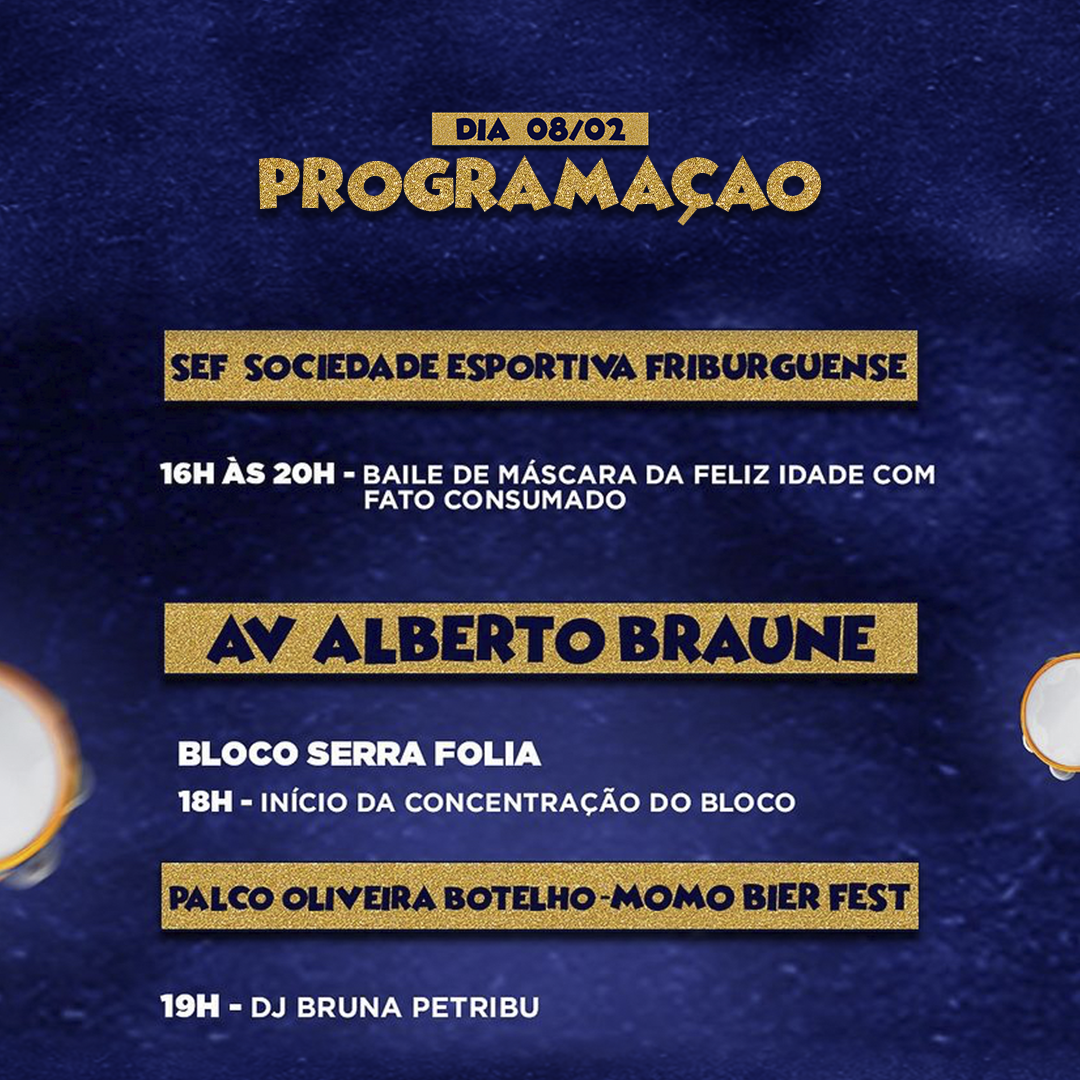 DIA 08/02
PROGRAMAÇAO
SEF SOCIEDADE ESPORTIVA FRIBURGUENSE
16H ÀS 20H - BAILE DE MÁSCARA DA FELIZ IDADE COM
FATO CONSUMADO
AV ALBERTO BRAUNE
BLOCO SERRA FOLIA
18H - INÍCIO DA CONCENTRAÇÃO DO BLOCO
PALCO OLIVEIRA BOTELHO-MOMO BIER FEST
19H - DJ BRUNA PETRIBU